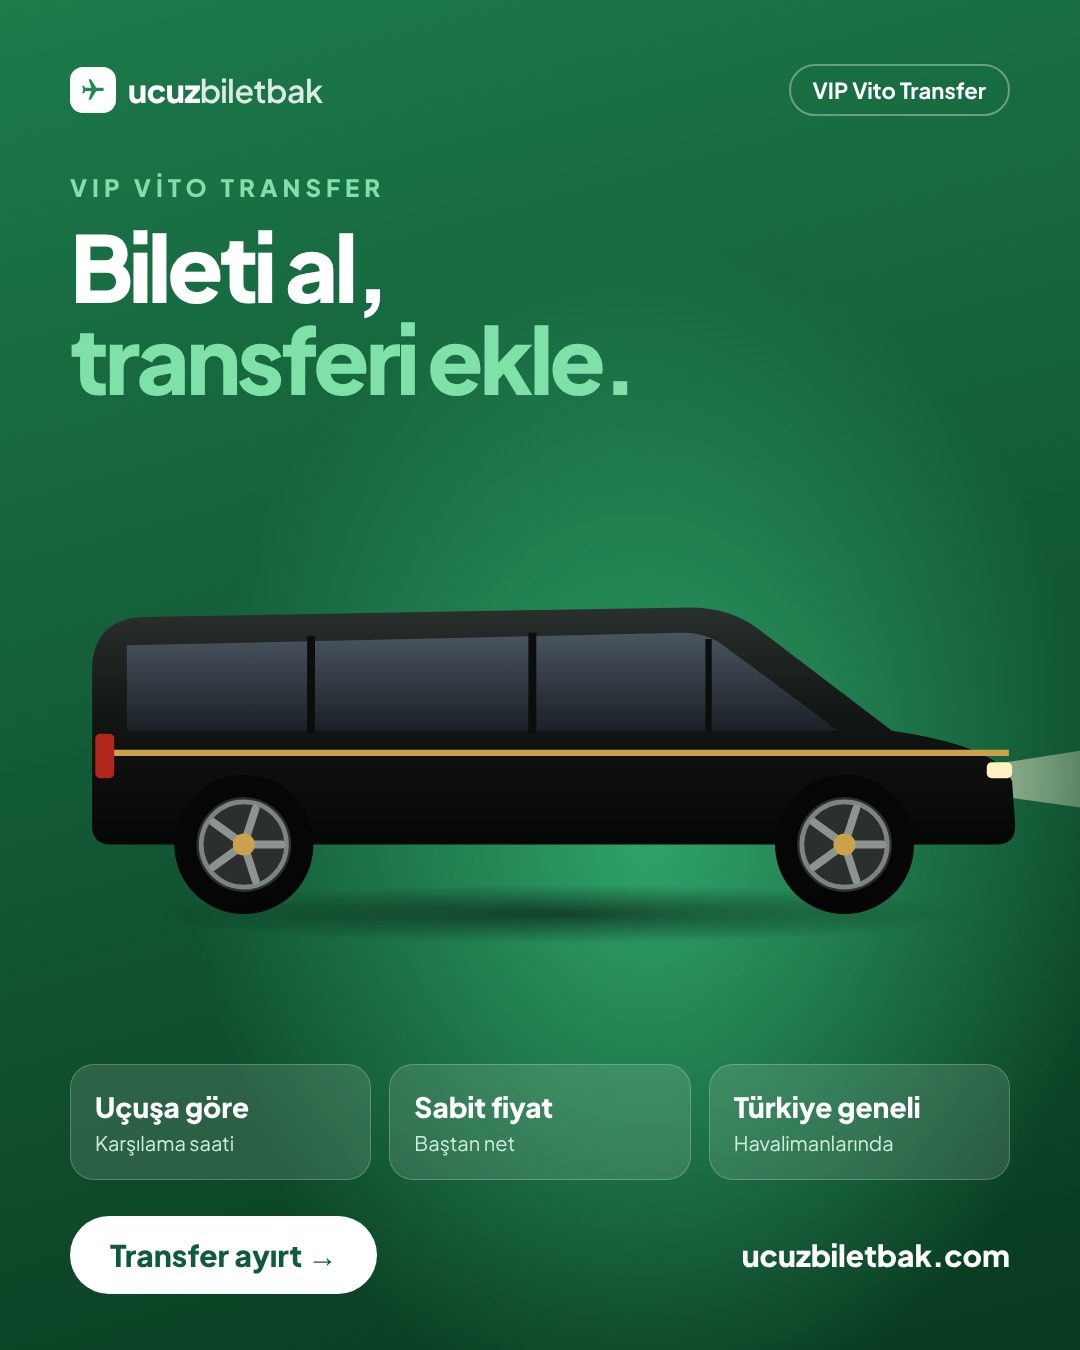 ucuzbiletbak
VIP Vito Transfer
VIP VİTO TRANSFER
Bileti al,
transferi ekle.
Uçuşa göre
Karşılama saati
Sabit fiyat
Baştan net
Türkiye geneli
Havalimanlarında
Transfer ayırt →
ucuzbiletbak.com